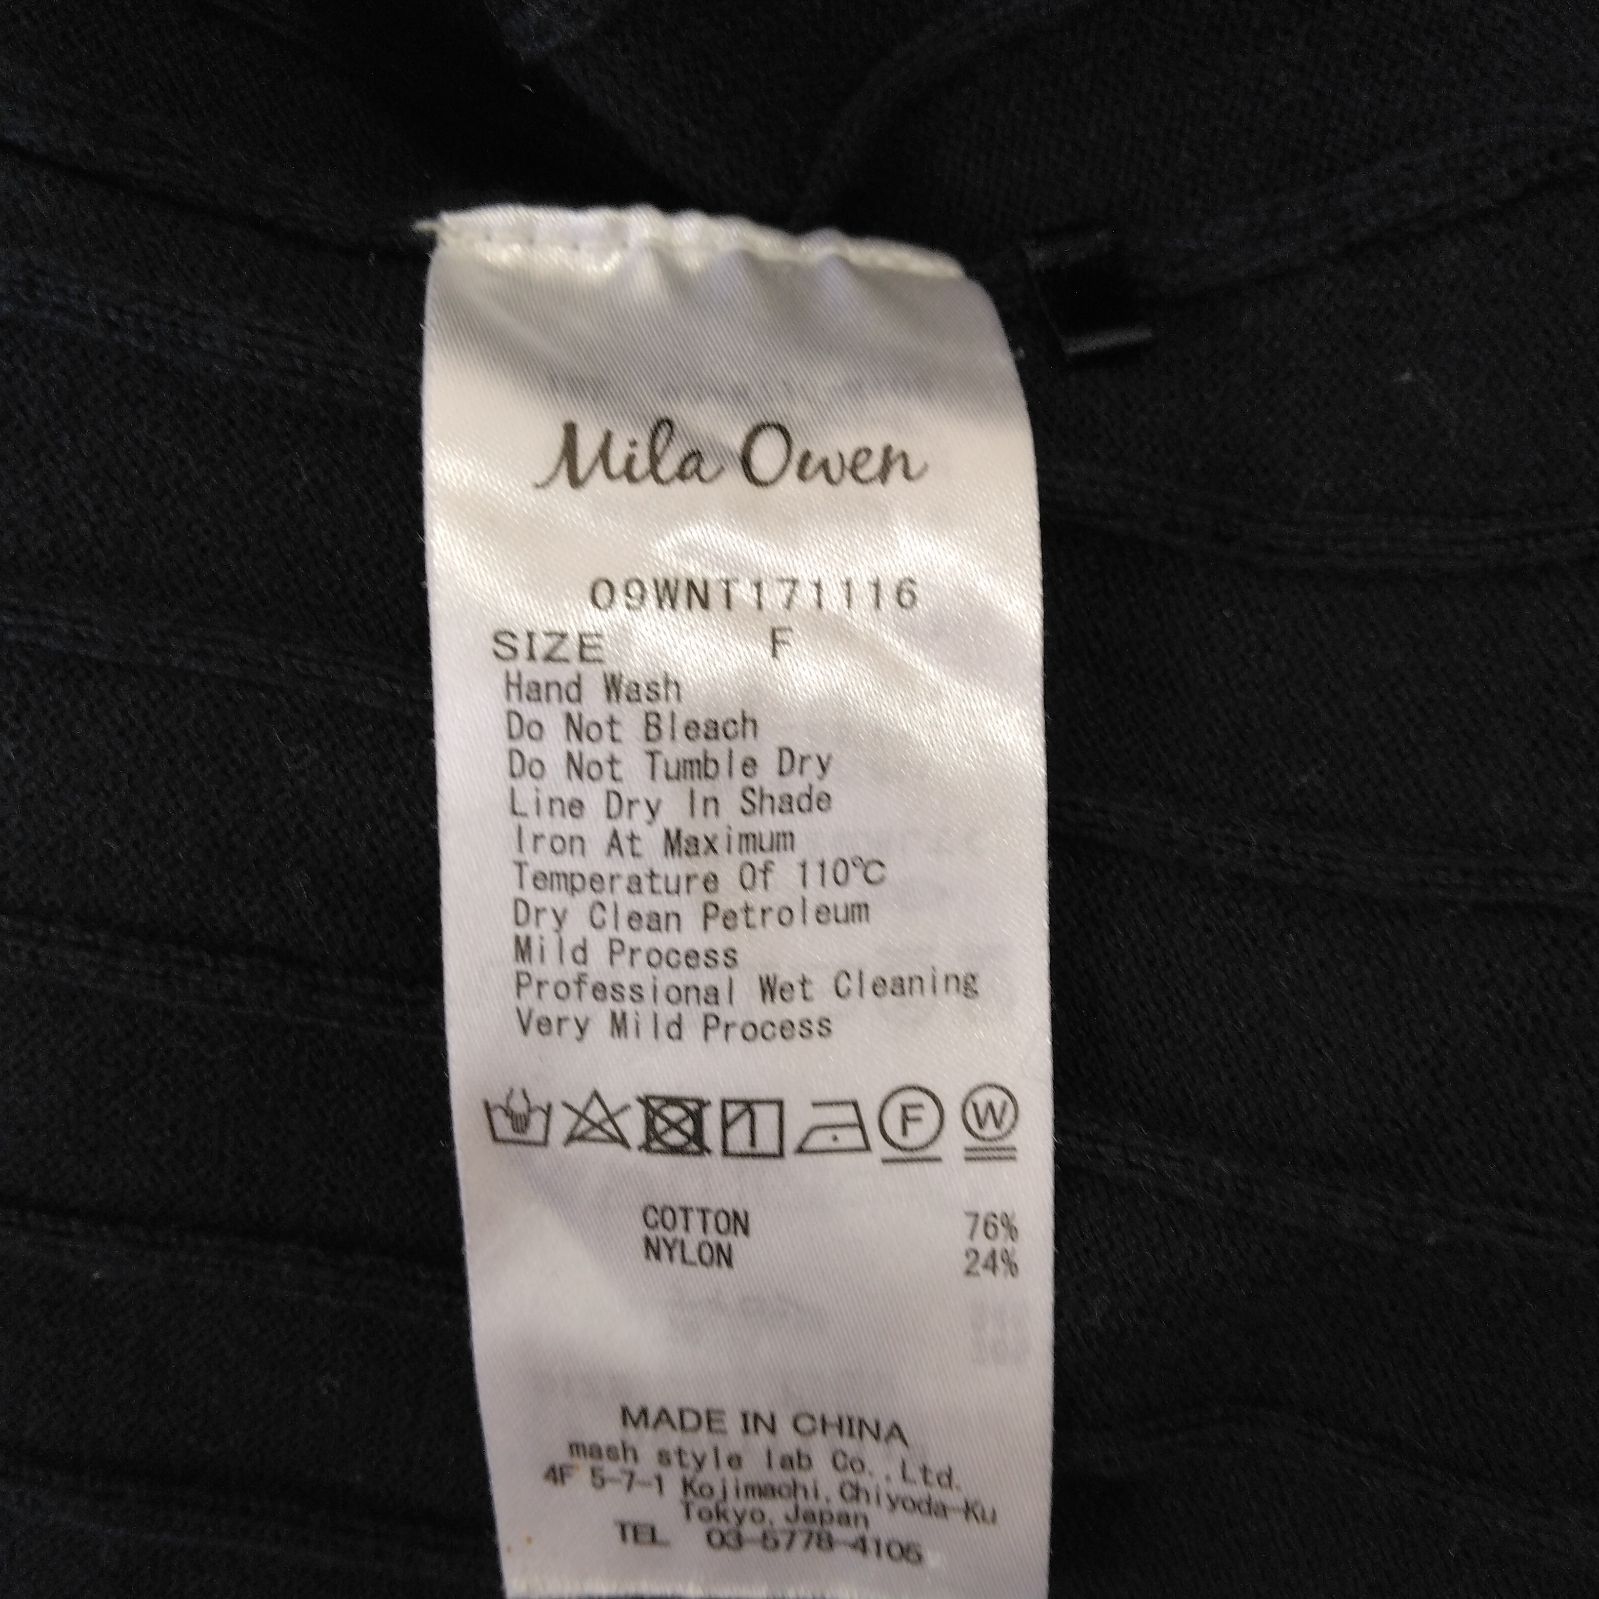 Mila Owen
09WNT171116
SIZE F
Hand Wash
Do Not Bleach
Do Not Tumble Dry
Line Dry In Shade
Iron At Maximum
Temperature Of 110℃
Dry Clean Petroleum
Mild Process
Professional Wet Cleaning
Very Mild Process
F W
COTTON 76%
NYLON 24%
MADE IN CHINA
mash style lab Co.,Ltd.
4F 5-7-1 Kojimachi, Chiyoda-Ku
Tokyo, Japan
TEL 03-5778-4106